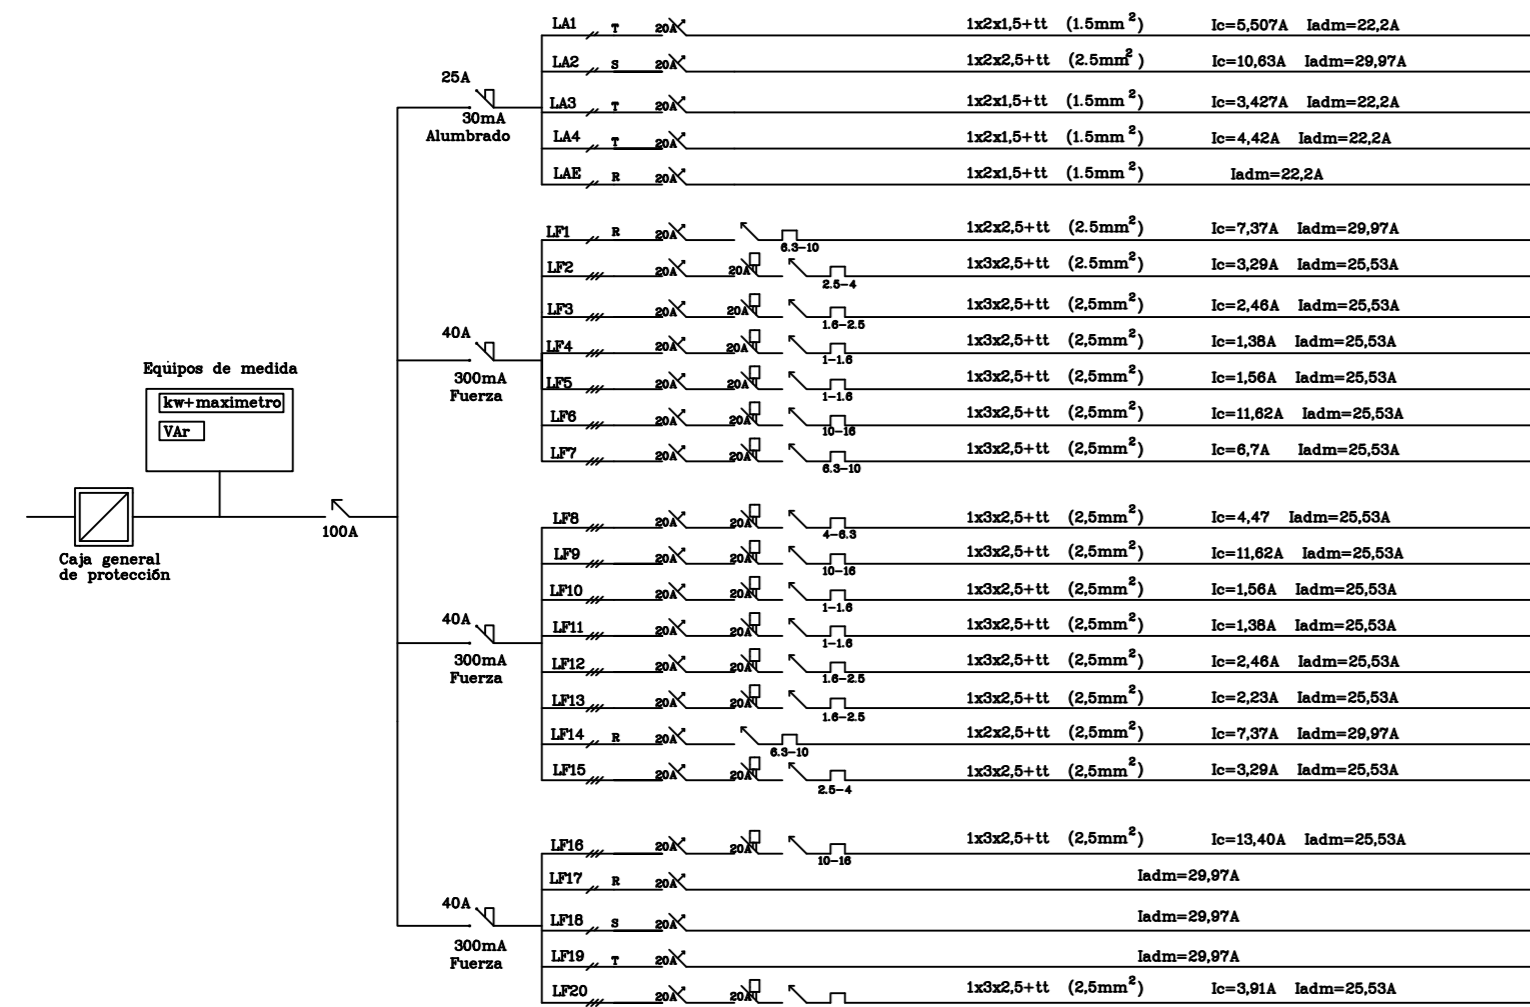 LA1 T 20A 1x2x1,5+tt (1.5mm²) Ic=5,507A Iadm=22,2A
LA2 S 20A 1x2x2,5+tt (2.5mm²) Ic=10,63A Iadm=29,97A
25A
30mA
Alumbrado
LA3 T 20A 1x2x1,5+tt (1.5mm²) Ic=3,427A Iadm=22,2A
LA4 T 20A 1x2x1,5+tt (1.5mm²) Ic=4,42A Iadm=22,2A
LAE R 20A 1x2x1,5+tt (1.5mm²) Iadm=22,2A
LF1 R 20A 6.3-10 1x2x2,5+tt (2.5mm²) Ic=7,37A Iadm=29,97A
LF2 20A 20A 2.5-4 1x3x2,5+tt (2.5mm²) Ic=3,29A Iadm=25,53A
LF3 20A 20A 1.6-2.5 1x3x2,5+tt (2,5mm²) Ic=2,46A Iadm=25,53A
40A
300mA
Fuerza
LF4 20A 20A 1-1.6 1x3x2,5+tt (2,5mm²) Ic=1,38A Iadm=25,53A
LF5 20A 20A 1-1.6 1x3x2,5+tt (2,5mm²) Ic=1,56A Iadm=25,53A
LF6 20A 20A 10-16 1x3x2,5+tt (2,5mm²) Ic=11,62A Iadm=25,53A
LF7 20A 20A 6.3-10 1x3x2,5+tt (2,5mm²) Ic=6,7A Iadm=25,53A
Equipos de medida
kw+maximetro
VAr
Caja general
de protección
100A
LF8 20A 20A 4-6.3 1x3x2,5+tt (2,5mm²) Ic=4,47 Iadm=25,53A
LF9 20A 20A 10-16 1x3x2,5+tt (2,5mm²) Ic=11,62A Iadm=25,53A
LF10 20A 20A 1-1.6 1x3x2,5+tt (2,5mm²) Ic=1,56A Iadm=25,53A
40A
300mA
Fuerza
LF11 20A 20A 1-1.6 1x3x2,5+tt (2,5mm²) Ic=1,38A Iadm=25,53A
LF12 20A 20A 1.6-2.5 1x3x2,5+tt (2,5mm²) Ic=2,46A Iadm=25,53A
LF13 20A 20A 1.6-2.5 1x3x2,5+tt (2,5mm²) Ic=2,23A Iadm=25,53A
LF14 R 20A 6.3-10 1x2x2,5+tt (2,5mm²) Ic=7,37A Iadm=29,97A
LF15 20A 20A 2.5-4 1x3x2,5+tt (2,5mm²) Ic=3,29A Iadm=25,53A
LF16 20A 20A 10-16 1x3x2,5+tt (2,5mm²) Ic=13,40A Iadm=25,53A
LF17 R 20A Iadm=29,97A
40A
300mA
Fuerza
LF18 S 20A Iadm=29,97A
LF19 T 20A Iadm=29,97A
LF20 20A 20A 1x3x2,5+tt (2,5mm²) Ic=3,91A Iadm=25,53A